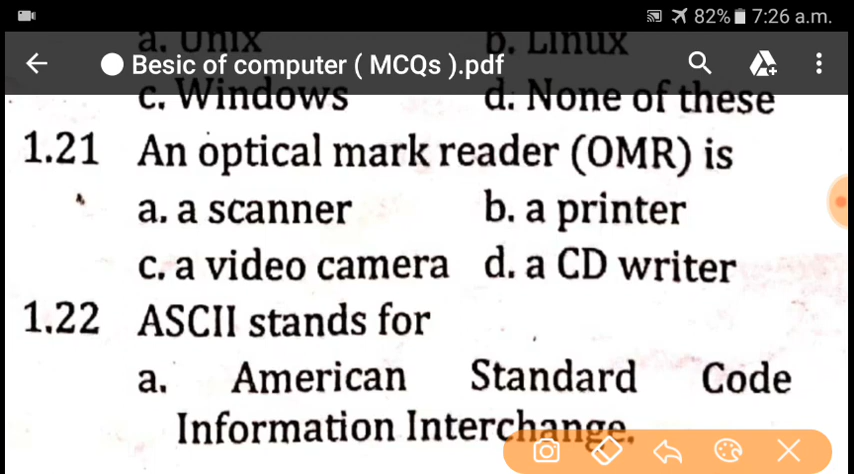 82% 7:26 a.m.
a. Unix b. Linux
Besic of computer ( MCQs ).pdf
c. Windows d. None of these
1.21 An optical mark reader (OMR) is
a. a scanner b. a printer
c. a video camera d. a CD writer
1.22 ASCII stands for
a. American Standard Code
Information Interchange.